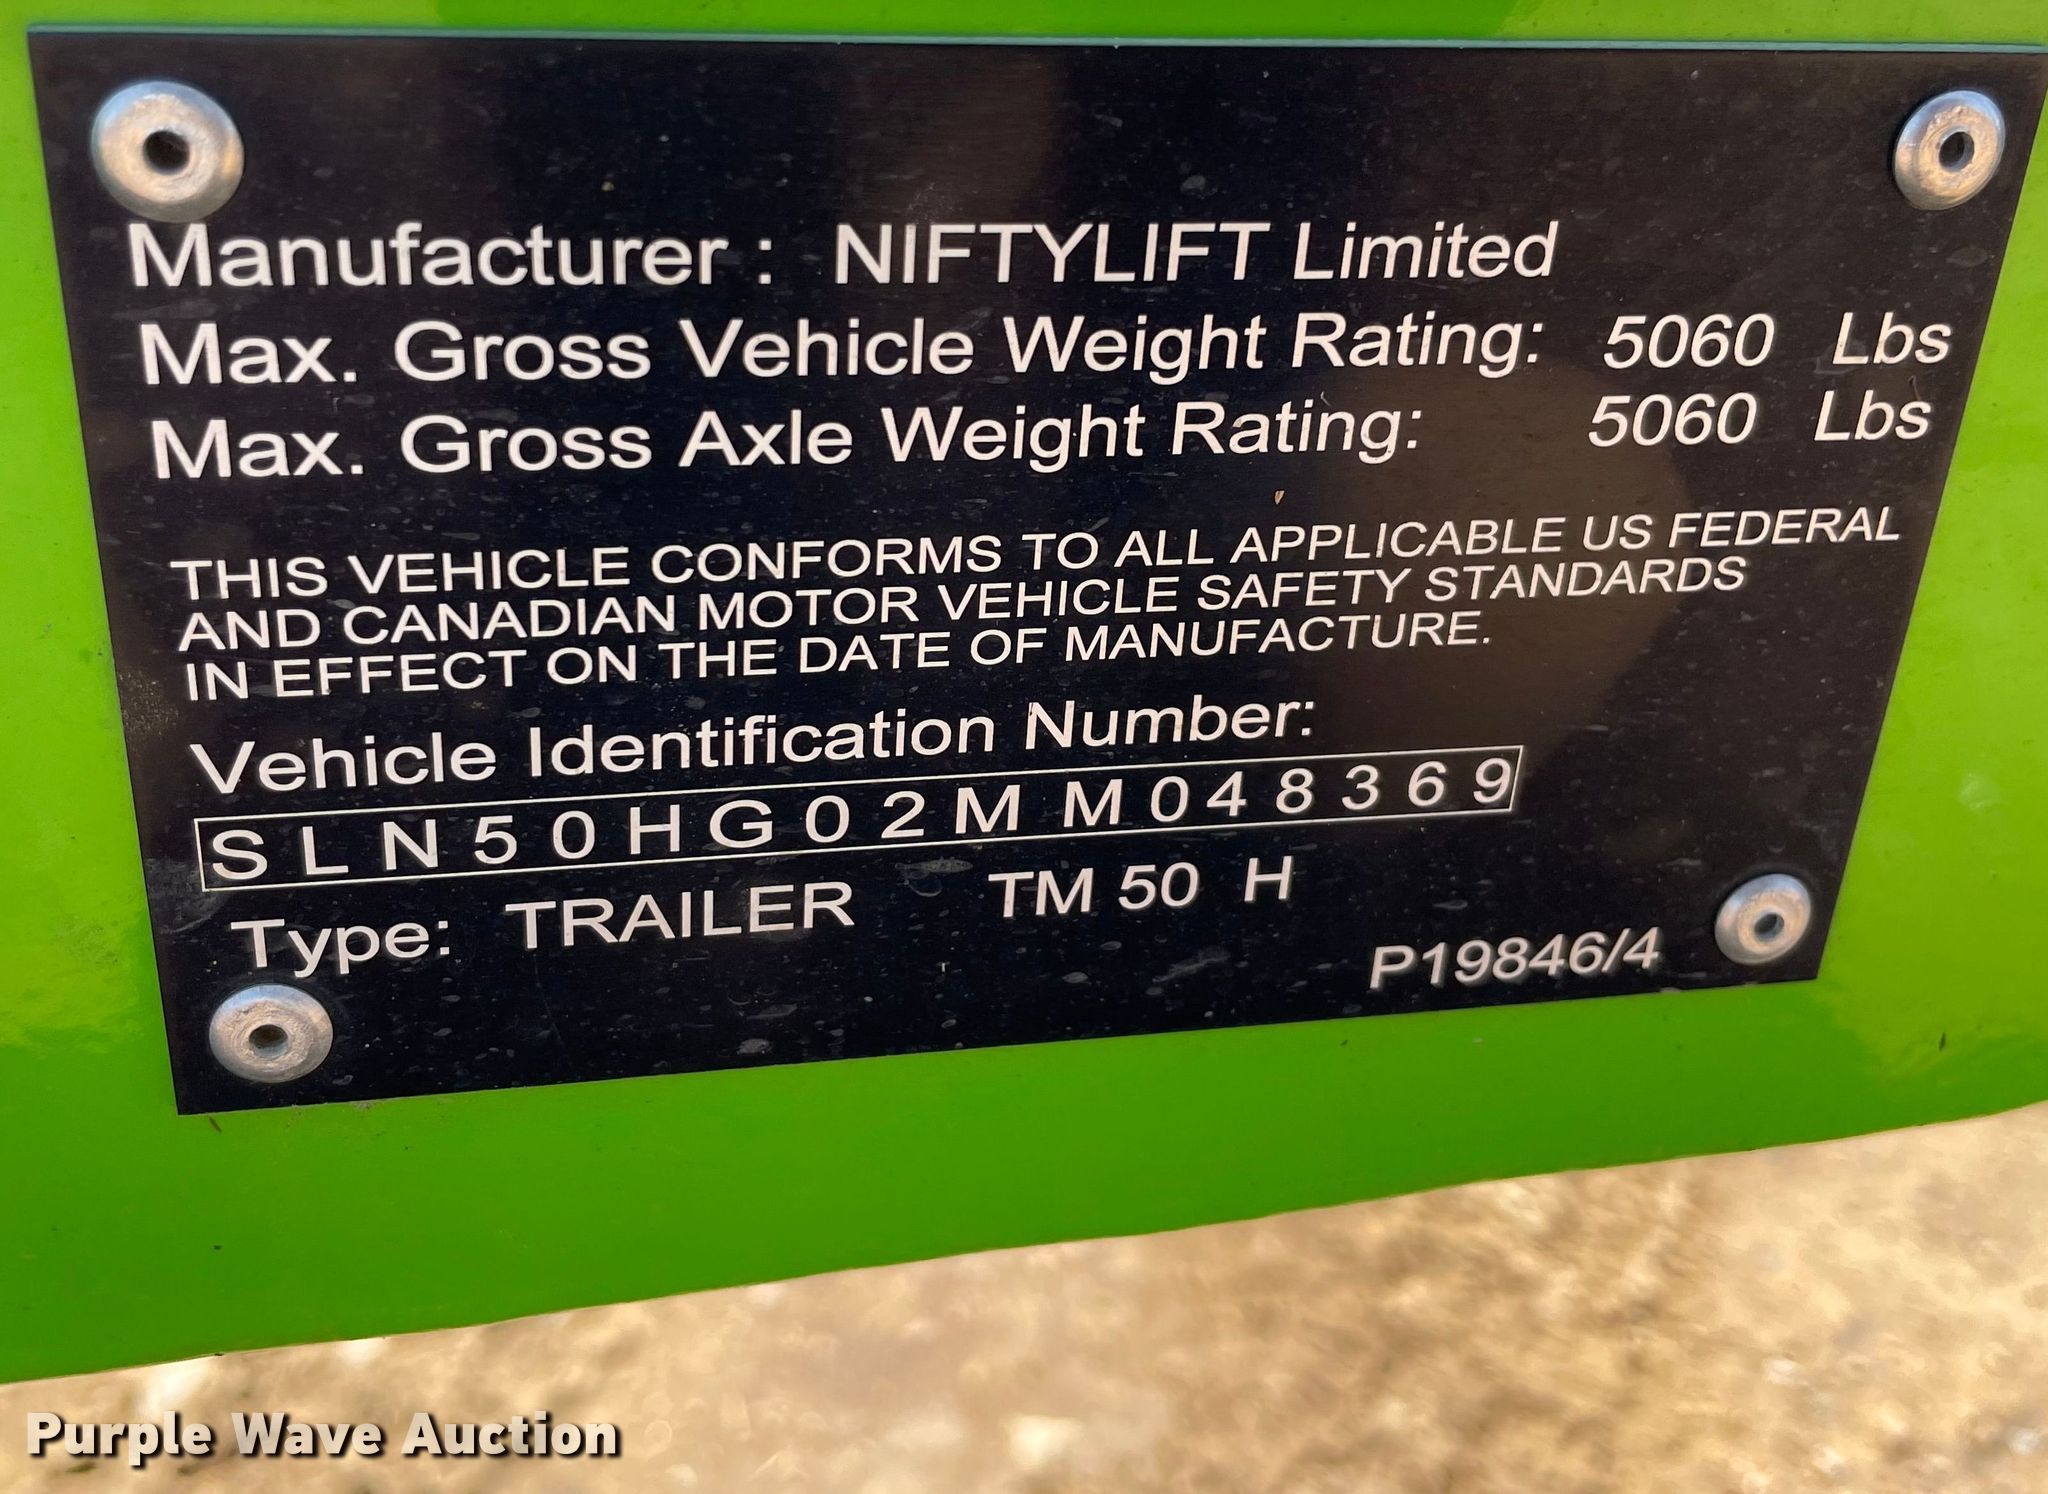 Manufacturer : NIFTYLIFT Limited
Max. Gross Vehicle Weight Rating: 5060 Lbs
Max. Gross Axle Weight Rating: 5060 Lbs
THIS VEHICLE CONFORMS TO ALL APPLICABLE US FEDERAL
AND CANADIAN MOTOR VEHICLE SAFETY STANDARDS
IN EFFECT ON THE DATE OF MANUFACTURE.
Vehicle Identification Number:
SLN50HG02MM048369
Type: TRAILER TM 50 H
P19846/4
Purple Wave Auction